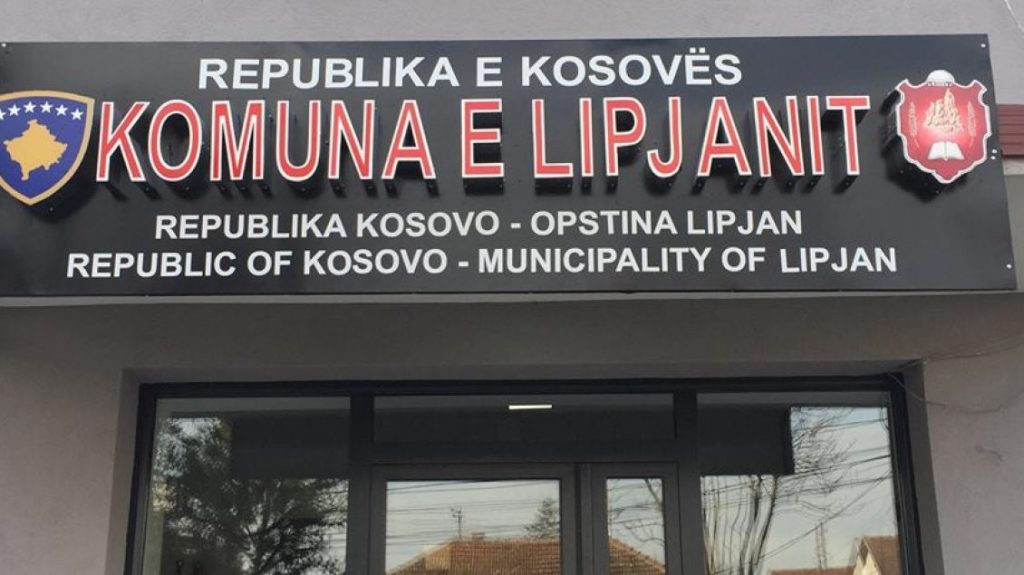 REPUBLIKA E KOSOVËS
KOMUNA E LIPJANIT
REPUBLIKA KOSOVO - OPSTINA LIPJAN
REPUBLIC OF KOSOVO - MUNICIPALITY OF LIPJAN